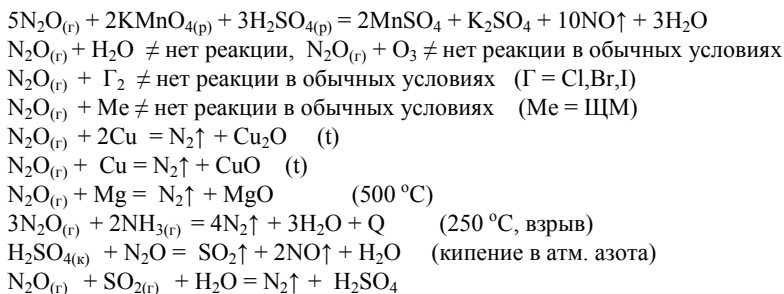 5N₂O₍г₎ + 2KMnO₄₍р₎ + 3H₂SO₄₍р₎ = 2MnSO₄ + K₂SO₄ + 10NO↑ + 3H₂O
N₂O₍г₎ + H₂O ≠ нет реакции, N₂O₍г₎ + O₃ ≠ нет реакции в обычных условиях
N₂O₍г₎ + Г₂ ≠ нет реакции в обычных условиях (Г = Cl,Br,I)
N₂O₍г₎ + Me ≠ нет реакции в обычных условиях (Me = ЩМ)
N₂O₍г₎ + 2Cu = N₂↑ + Cu₂O (t)
N₂O₍г₎ + Cu = N₂↑ + CuO (t)
N₂O₍г₎ + Mg = N₂↑ + MgO (500 °C)
3N₂O₍г₎ + 2NH₃₍г₎ = 4N₂↑ + 3H₂O + Q (250 °C, взрыв)
H₂SO₄₍к₎ + N₂O = SO₂↑ + 2NO↑ + H₂O (кипение в атм. азота)
N₂O₍г₎ + SO₂₍г₎ + H₂O = N₂↑ + H₂SO₄